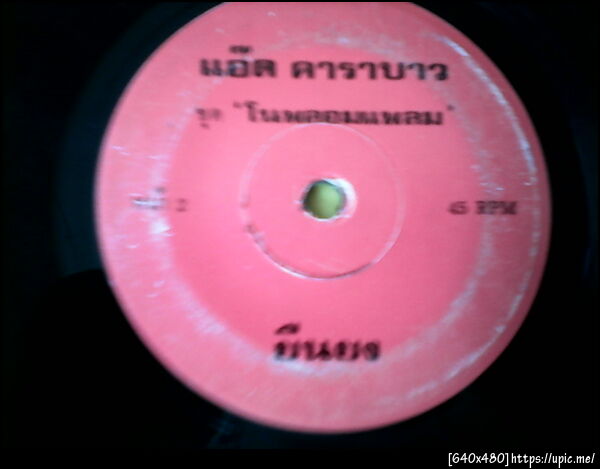 แอ๊ด คาราบาว
ชุด "โนพลอมแพลม"
หน้า 2
45 RPM
ยืนยง
[640x480]https://upic.me/